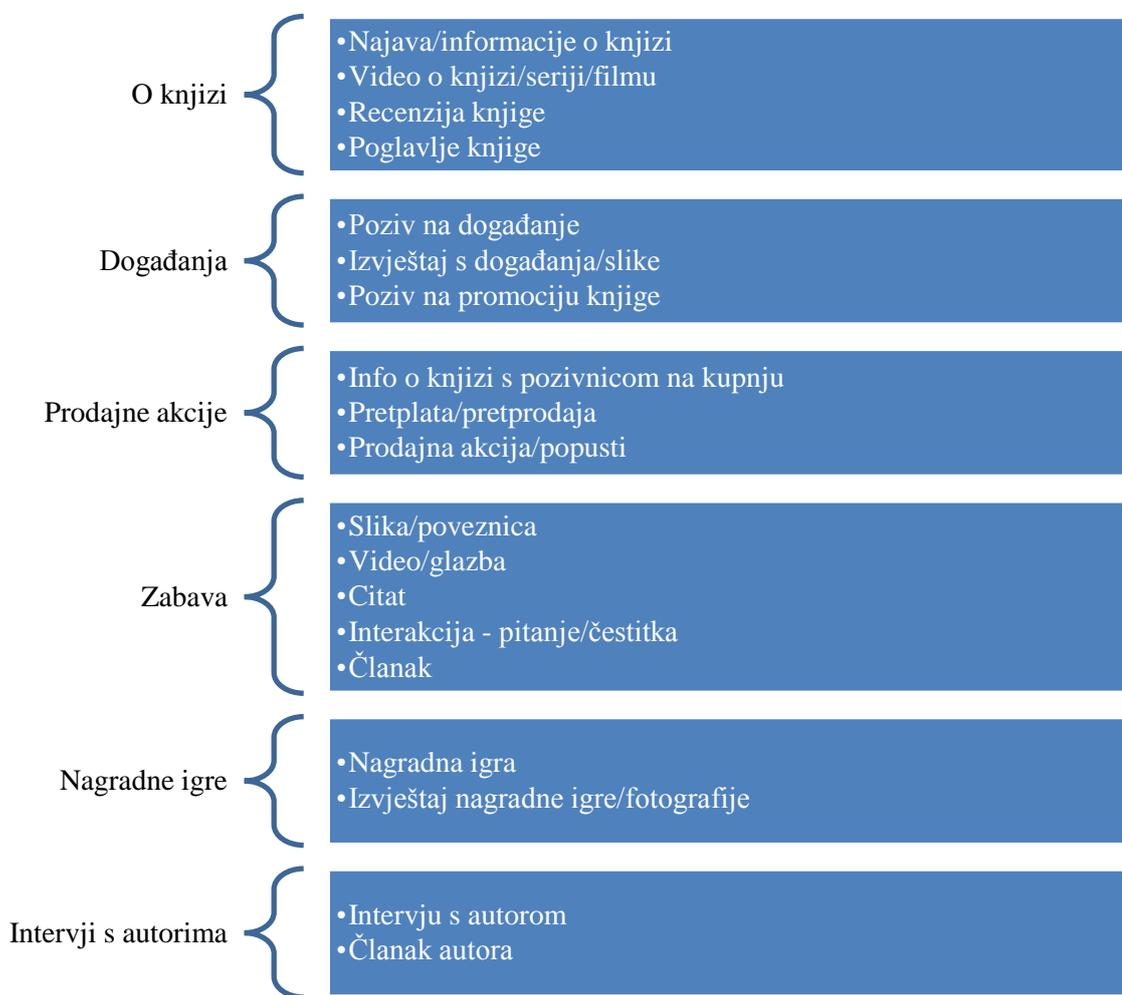 O knjizi
•Najava/informacije o knjizi
•Video o knjizi/seriji/filmu
•Recenzija knjige
•Poglavlje knjige
Događanja
•Poziv na događanje
•Izvještaj s događanja/slike
•Poziv na promociju knjige
Prodajne akcije
•Info o knjizi s pozivnicom na kupnju
•Pretplata/pretprodaja
•Prodajna akcija/popusti
Zabava
•Slika/poveznica
•Video/glazba
•Citat
•Interakcija - pitanje/čestitka
•Članak
Nagradne igre
•Nagradna igra
•Izvještaj nagradne igre/fotografije
Intervji s autorima
•Intervju s autorom
•Članak autora